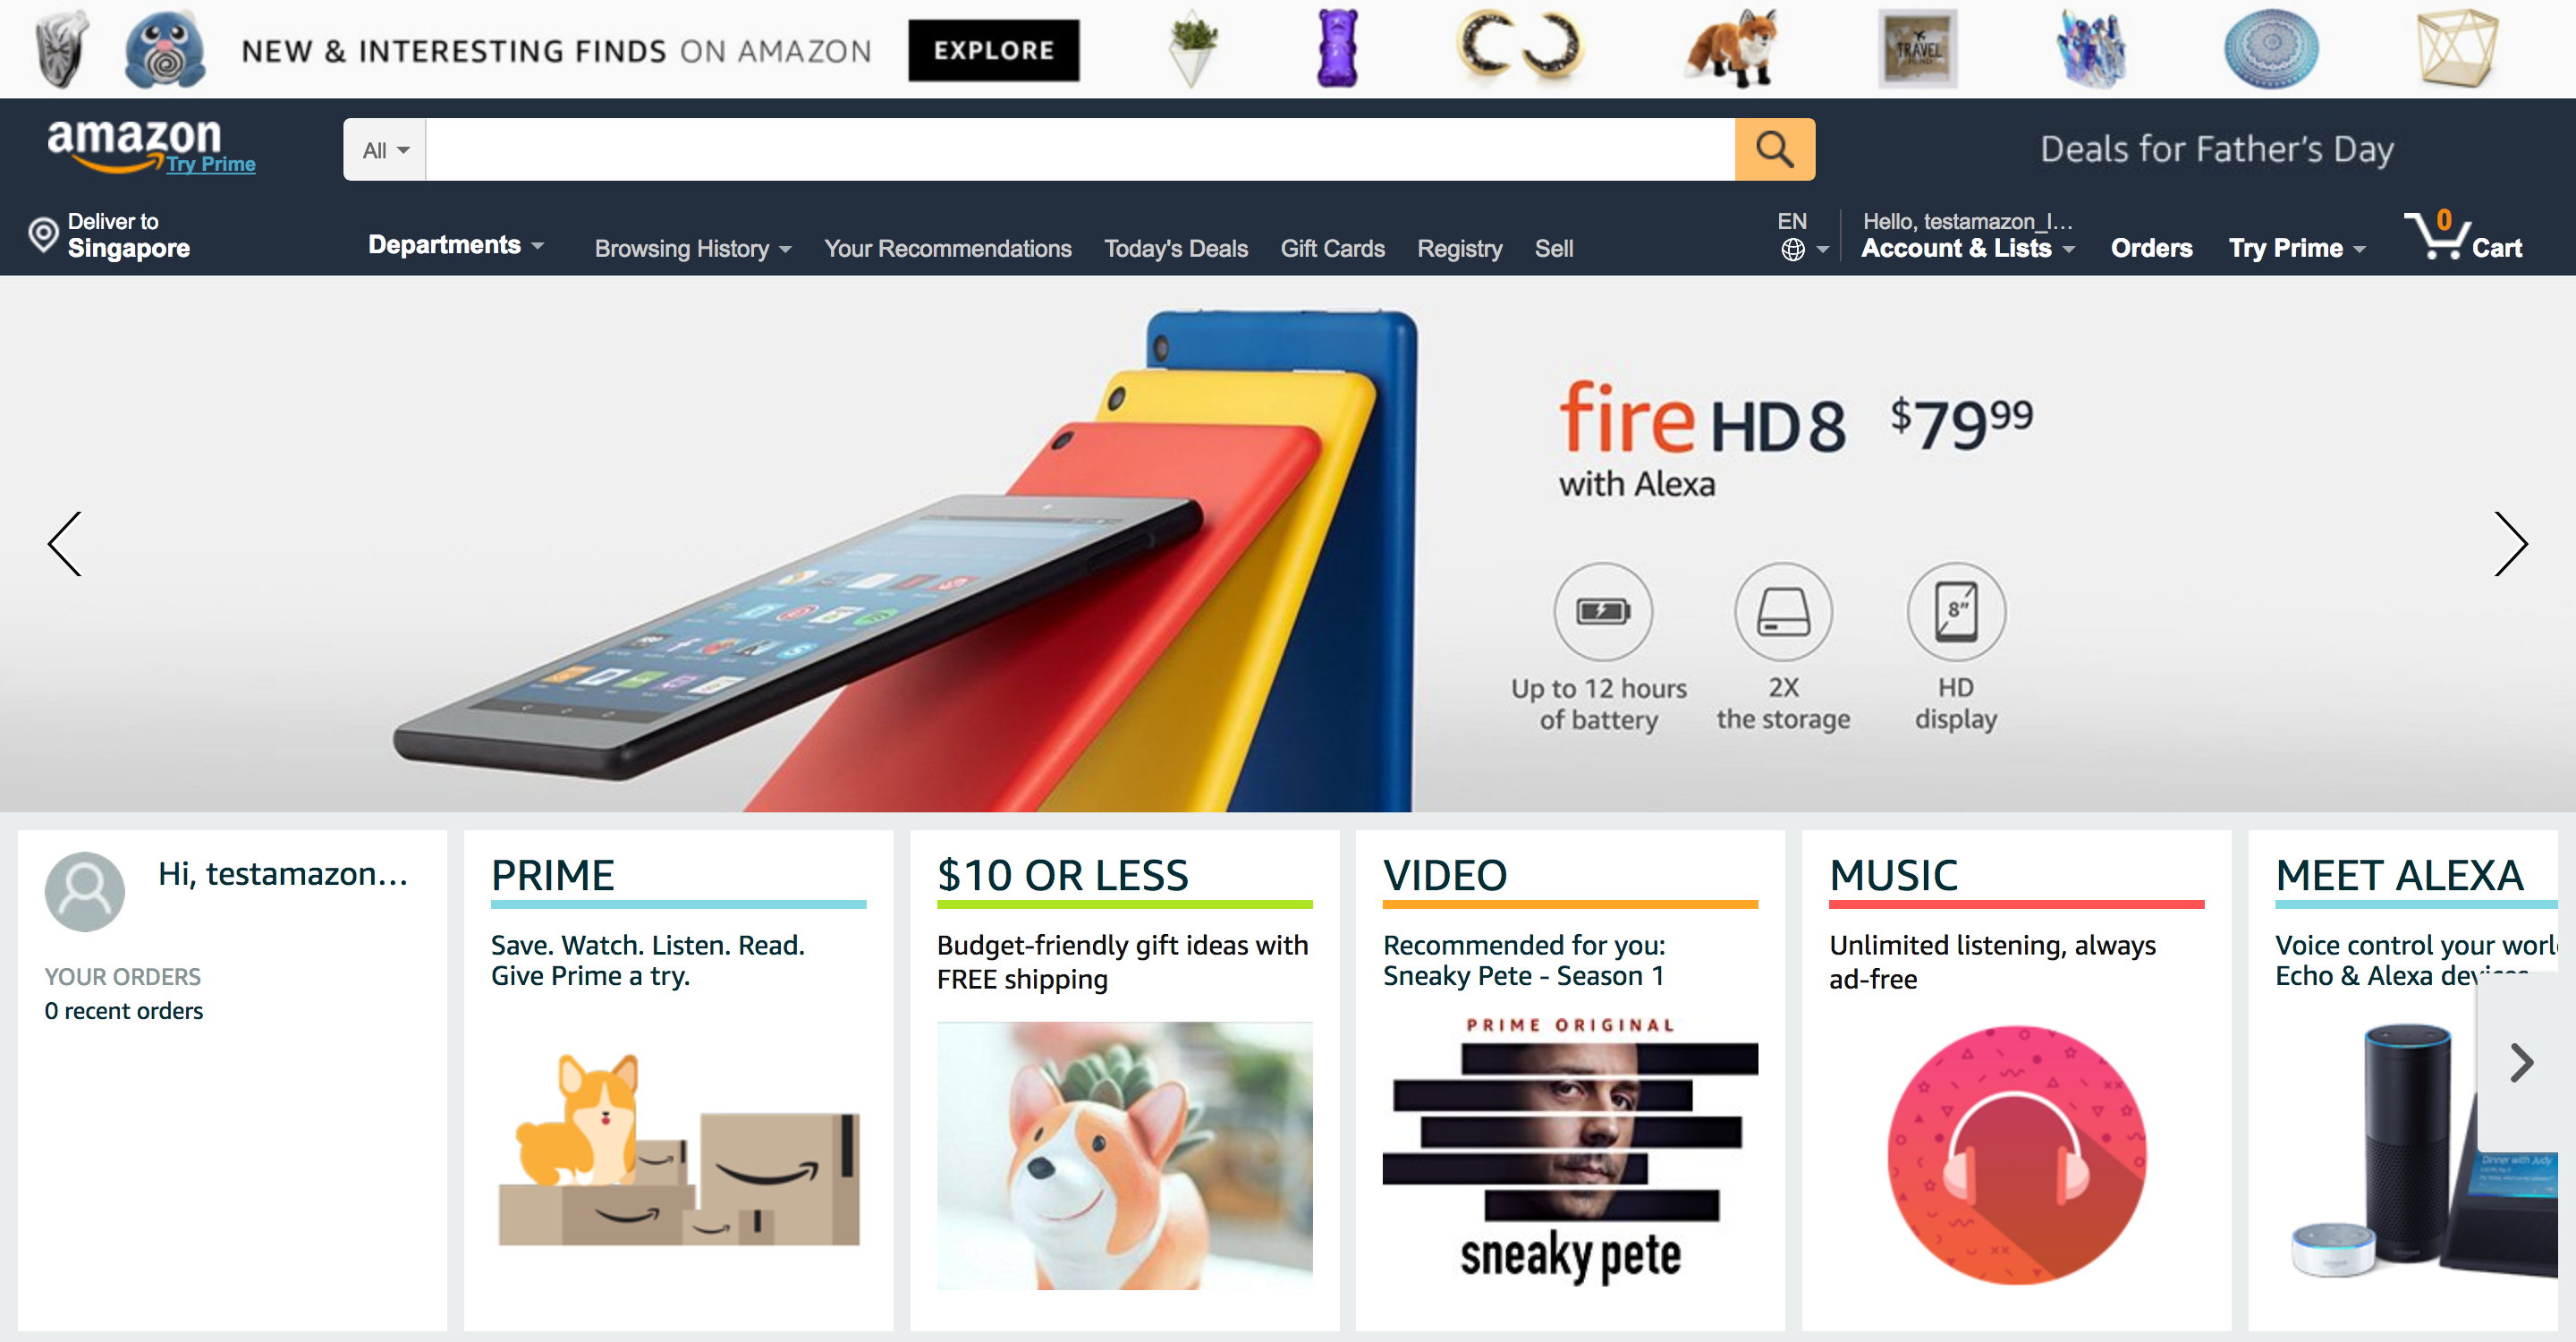 NEW & INTERESTING FINDS ON AMAZON
EXPLORE
TRAVEL
FUND
amazon
Try Prime
All
Deals for Father's Day
Deliver to
Singapore
Departments
Browsing History
Your Recommendations
Today's Deals
Gift Cards
Registry
Sell
EN
Hello, testamazon_l...
Account & Lists
Orders
Try Prime
0
Cart
fire HD 8 $79 99
with Alexa
8"
Up to 12 hours
of battery
2X
the storage
HD
display
Hi, testamazon...
YOUR ORDERS
0 recent orders
PRIME
Save. Watch. Listen. Read.
Give Prime a try.
$10 OR LESS
Budget-friendly gift ideas with
FREE shipping
VIDEO
Recommended for you:
Sneaky Pete - Season 1
PRIME ORIGINAL
sneaky pete
MUSIC
Unlimited listening, always
ad-free
MEET ALEXA
Voice control your worl
Echo & Alexa devices
Dinner with Judy